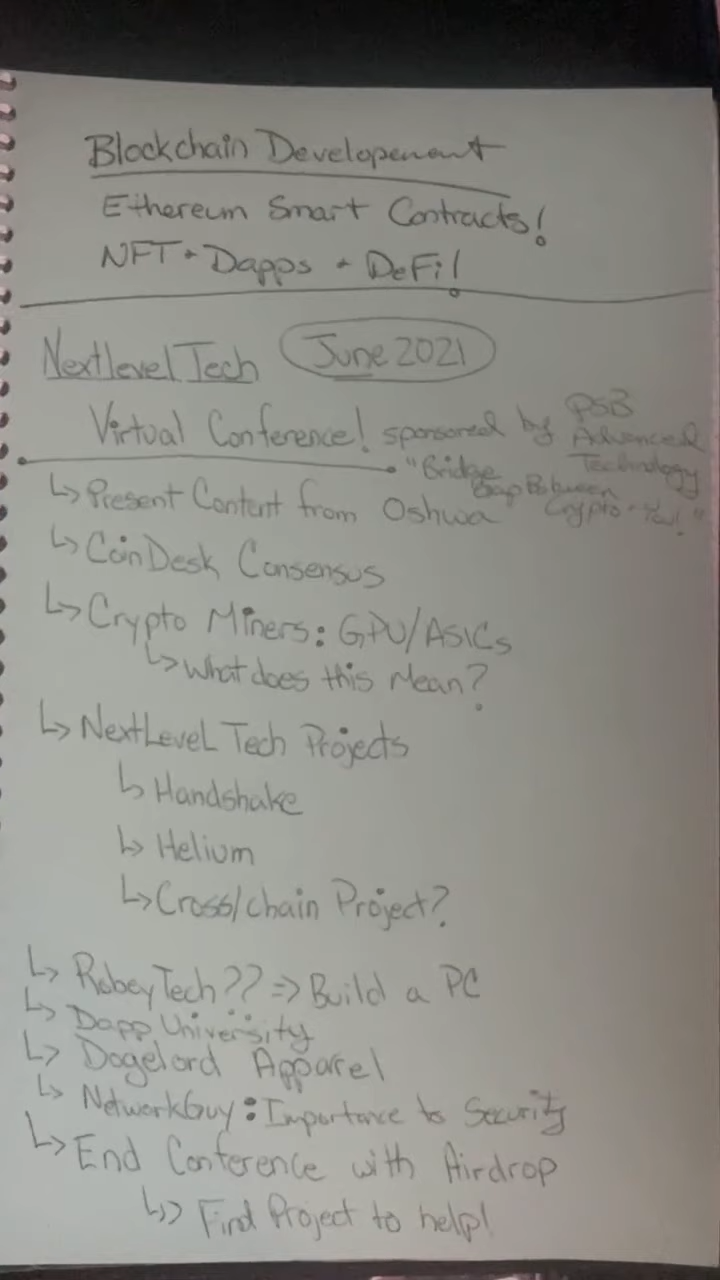 Blockchain Developement
Ethereum Smart Contracts!
NFT + Dapps + DeFi!
Nextlevel Tech June 2021
Virtual Conference! sponsored by PSB Advanced Technology
"Bridge Gap Between Crypto + You!"
↳ Present Content from Oshwa
↳ CoinDesk Consensus
↳ Crypto Miners: GPU/ASICs
↳ What does this Mean?
↳ NextLevel Tech Projects
↳ Handshake
↳ Helium
↳ Cross/chain Project?
↳ RobeyTech?? => Build a PC
↳ Dapp University
↳ Dogelord Apparel
↳ NetworkGuy: Importance to Security
↳ End Conference with Airdrop
↳ Find Project to help!